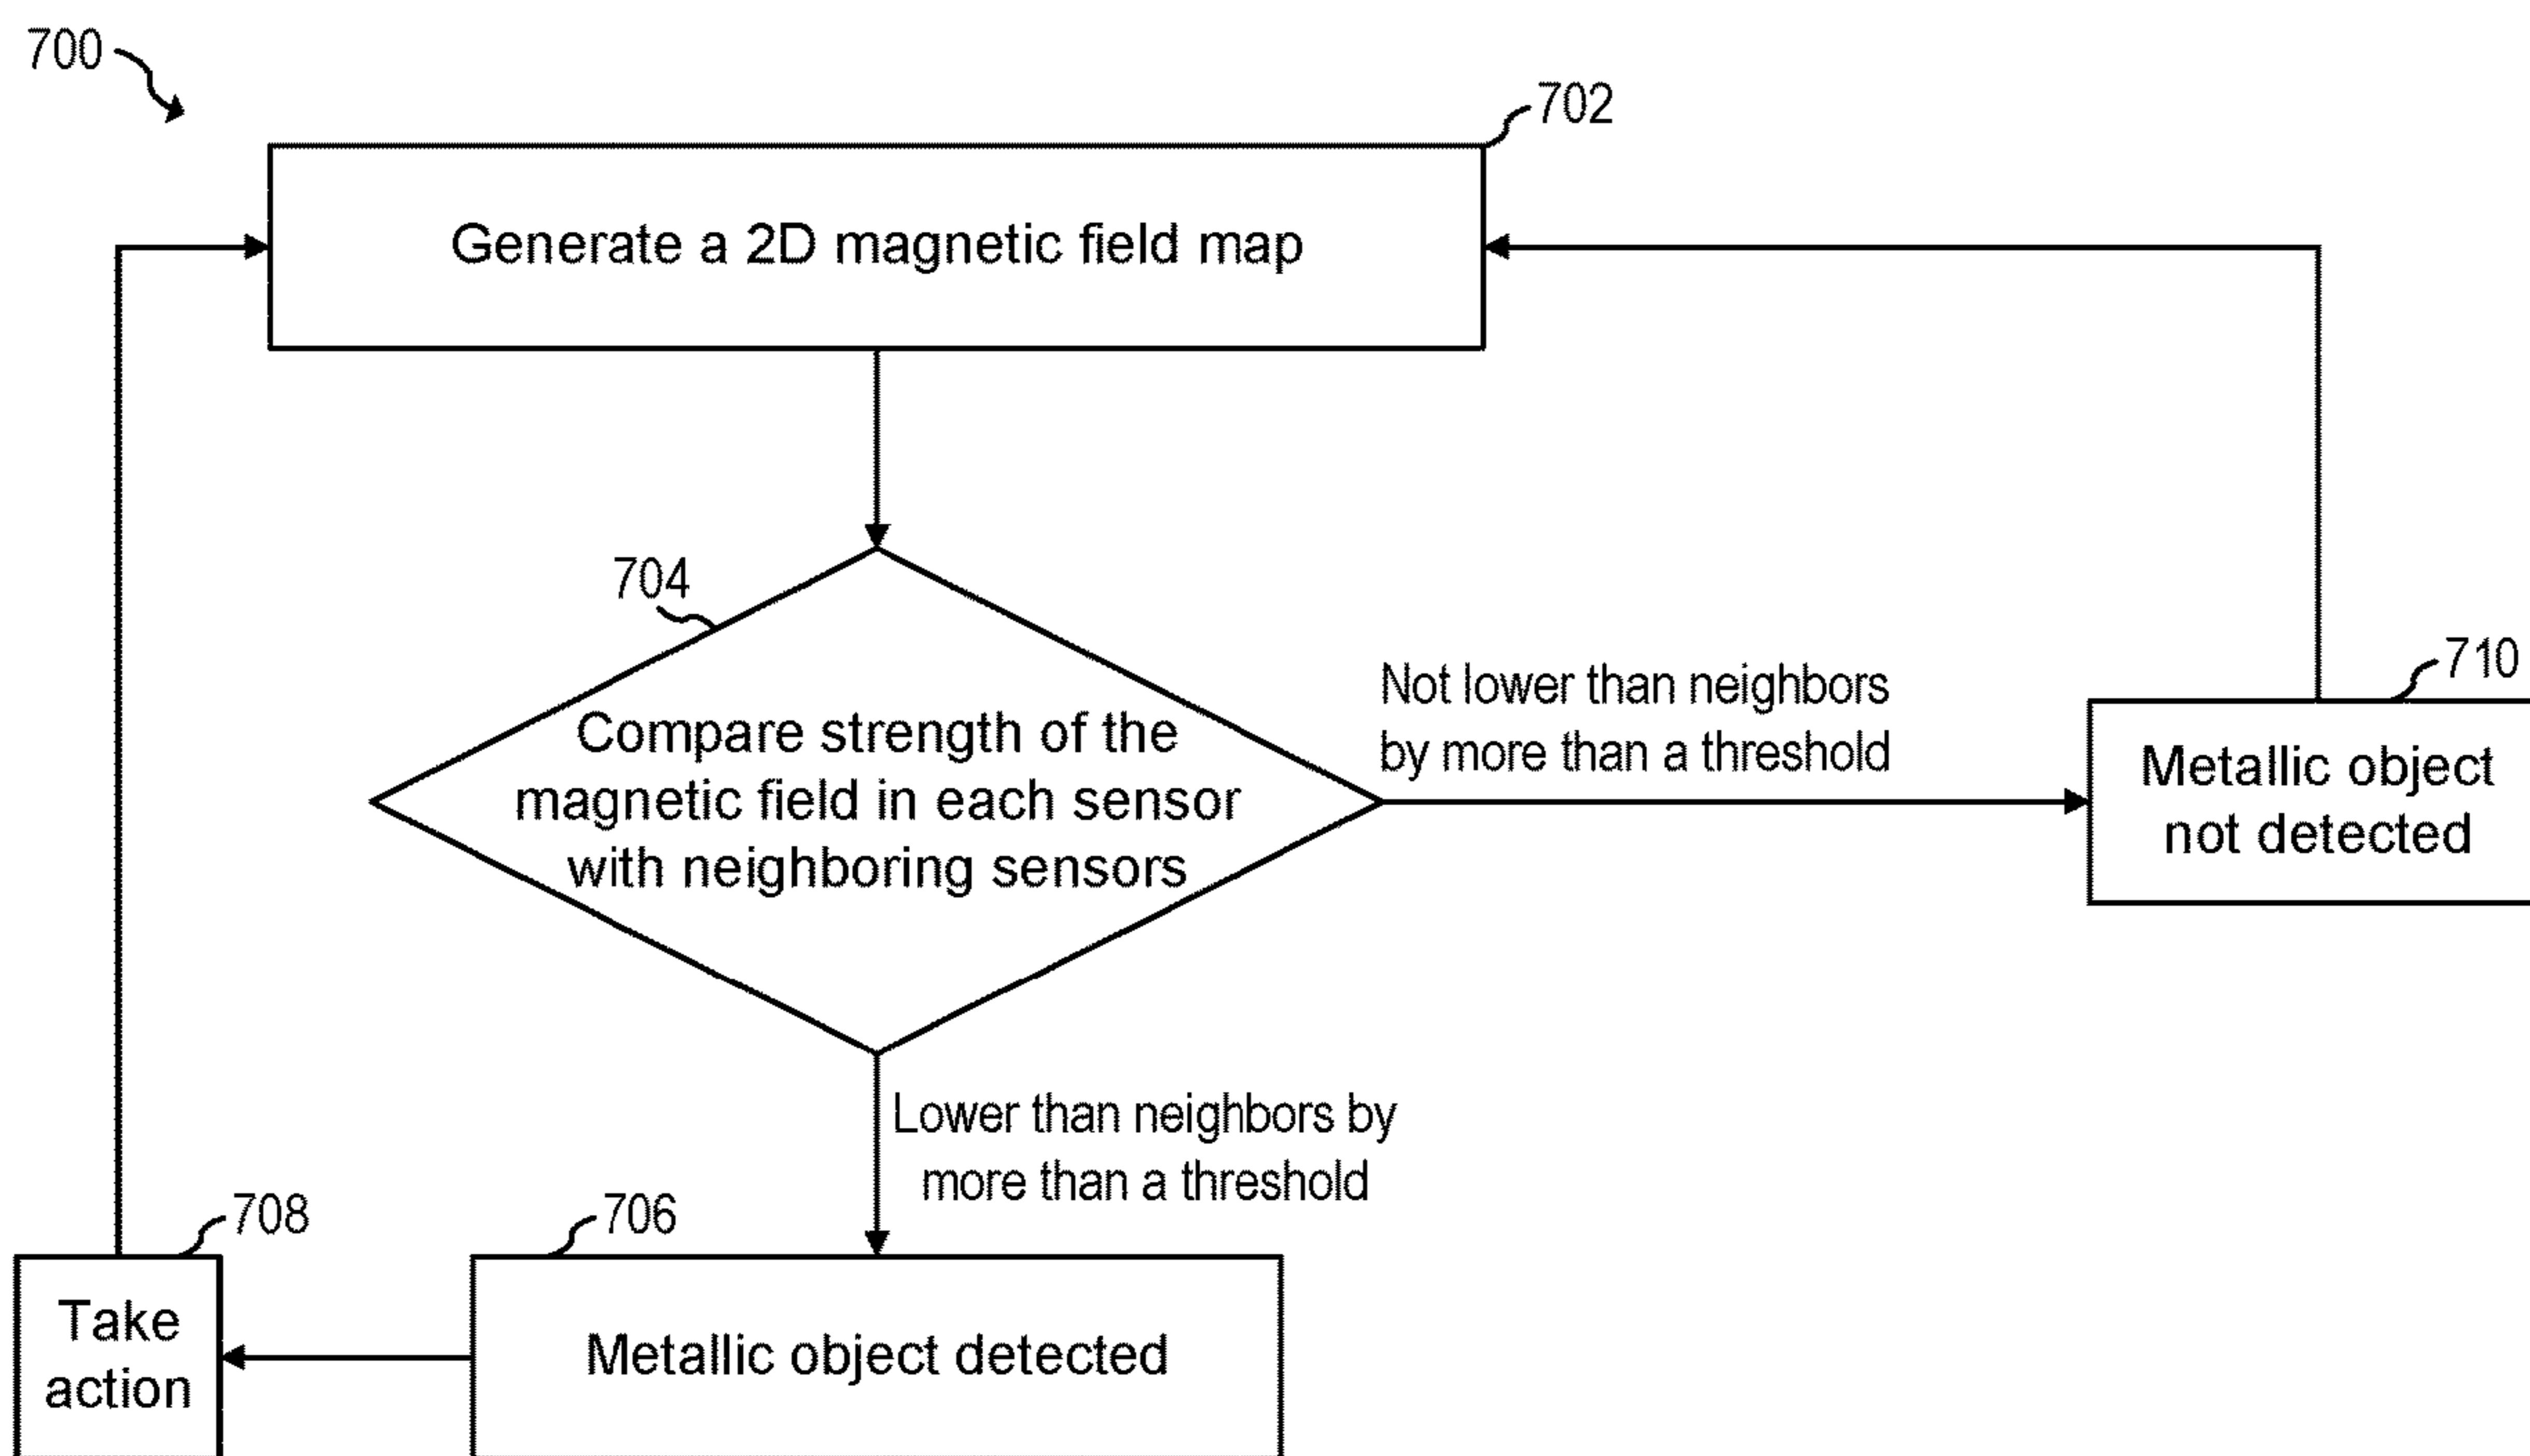 700
702
Generate a 2D magnetic field map
704
Compare strength of the
magnetic field in each sensor
with neighboring sensors
Not lower than neighbors
by more than a threshold
710
Metallic object
not detected
Lower than neighbors by
more than a threshold
708
Take
action
706
Metallic object detected